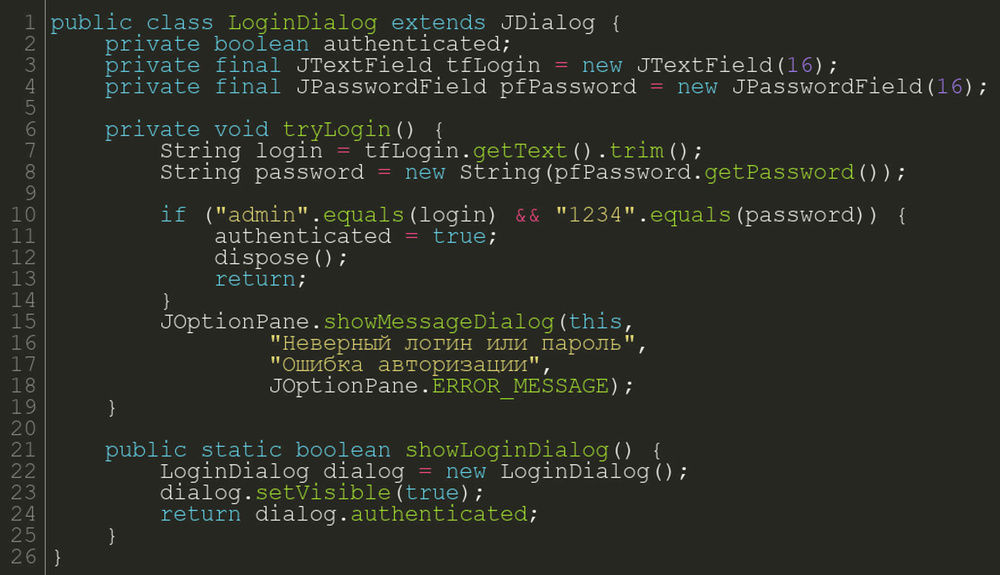 1 public class LoginDialog extends JDialog {
2     private boolean authenticated;
3     private final JTextField tfLogin = new JTextField(16);
4     private final JPasswordField pfPassword = new JPasswordField(16);
5
6     private void tryLogin() {
7         String login = tfLogin.getText().trim();
8         String password = new String(pfPassword.getPassword());
9
10         if ("admin".equals(login) && "1234".equals(password)) {
11             authenticated = true;
12             dispose();
13             return;
14         }
15         JOptionPane.showMessageDialog(this,
16                 "Неверный логин или пароль",
17                 "Ошибка авторизации",
18                 JOptionPane.ERROR_MESSAGE);
19     }
20
21     public static boolean showLoginDialog() {
22         LoginDialog dialog = new LoginDialog();
23         dialog.setVisible(true);
24         return dialog.authenticated;
25     }
26 }